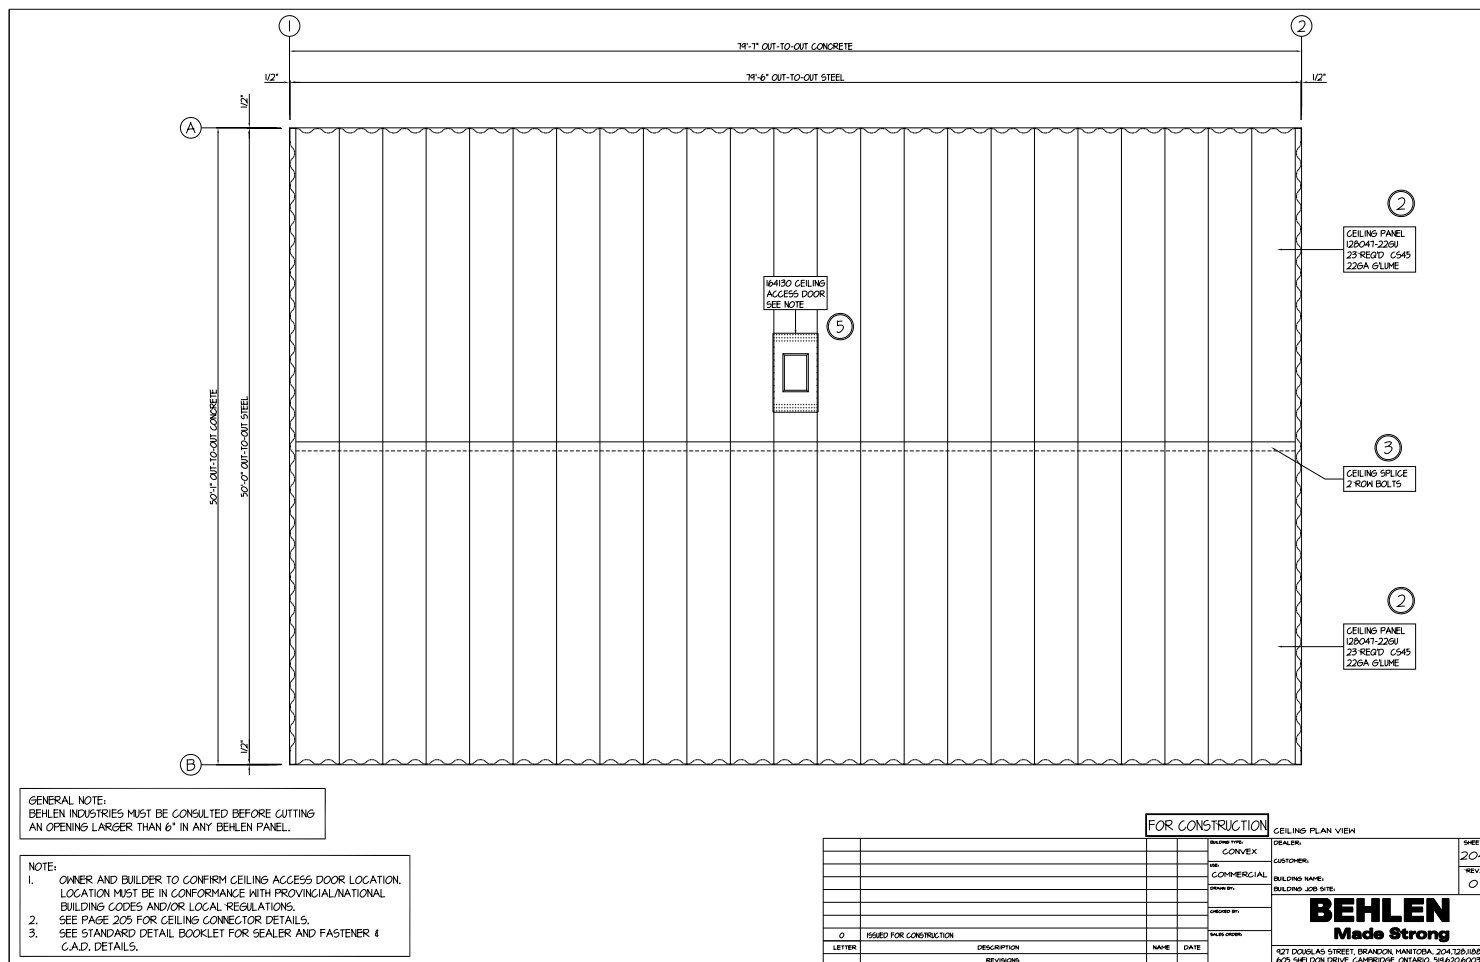 1
2
79'-7" OUT-TO-OUT CONCRETE
1/2"
79'-6" OUT-TO-OUT STEEL
1/2"
1/2"
A
2
CEILING PANEL
128047-22GU
23 REQ'D CS45
22GA G'LUME
164130 CEILING
ACCESS DOOR
SEE NOTE
5
50'-1" OUT-TO-OUT CONCRETE
50'-0" OUT-TO-OUT STEEL
3
CEILING SPLICE
2 ROW BOLTS
2
CEILING PANEL
128047-22GU
23 REQ'D CS45
22GA G'LUME
1/2"
B
GENERAL NOTE:
BEHLEN INDUSTRIES MUST BE CONSULTED BEFORE CUTTING
AN OPENING LARGER THAN 6" IN ANY BEHLEN PANEL.
NOTE:
1. OWNER AND BUILDER TO CONFIRM CEILING ACCESS DOOR LOCATION.
LOCATION MUST BE IN CONFORMANCE WITH PROVINCIAL/NATIONAL
BUILDING CODES AND/OR LOCAL REGULATIONS.
2. SEE PAGE 205 FOR CEILING CONNECTOR DETAILS.
3. SEE STANDARD DETAIL BOOKLET FOR SEALER AND FASTENER &
C.A.D. DETAILS.
FOR CONSTRUCTION
CEILING PLAN VIEW
BUILDING TYPE:
CONVEX
USE:
COMMERCIAL
DRAWN BY:
CHECKED BY:
SALES ORDER:
DEALER:
CUSTOMER:
BUILDING NAME:
BUILDING JOB SITE:
SHEE
204
REV.
0
BEHLEN
Made Strong
0 ISSUED FOR CONSTRUCTION
LETTER DESCRIPTION NAME DATE
REVISIONS
927 DOUGLAS STREET, BRANDON, MANITOBA, 204.728.1188
605 SHELDON DRIVE, CAMBRIDGE, ONTARIO,